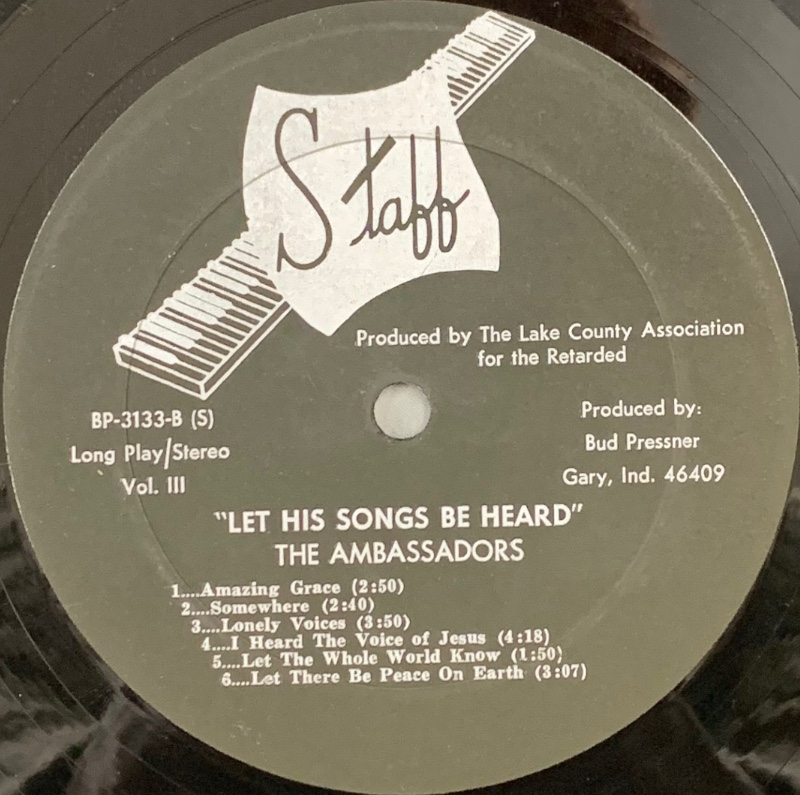 Staff
Produced by The Lake County Association
for the Retarded
BP-3133-B (S)
Long Play/Stereo
Vol. III
Produced by:
Bud Pressner
Gary, Ind. 46409
"LET HIS SONGS BE HEARD"
THE AMBASSADORS
1....Amazing Grace (2:50)
2....Somewhere (2:40)
3....Lonely Voices (3:50)
4....I Heard The Voice of Jesus (4:18)
5....Let The Whole World Know (1:50)
6....Let There Be Peace On Earth (3:07)